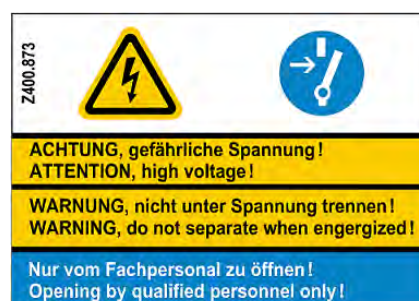 Z400.873
ACHTUNG, gefährliche Spannung!
ATTENTION, high voltage!
WARNUNG, nicht unter Spannung trennen!
WARNING, do not separate when engergized!
Nur vom Fachpersonal zu öffnen!
Opening by qualified personnel only!